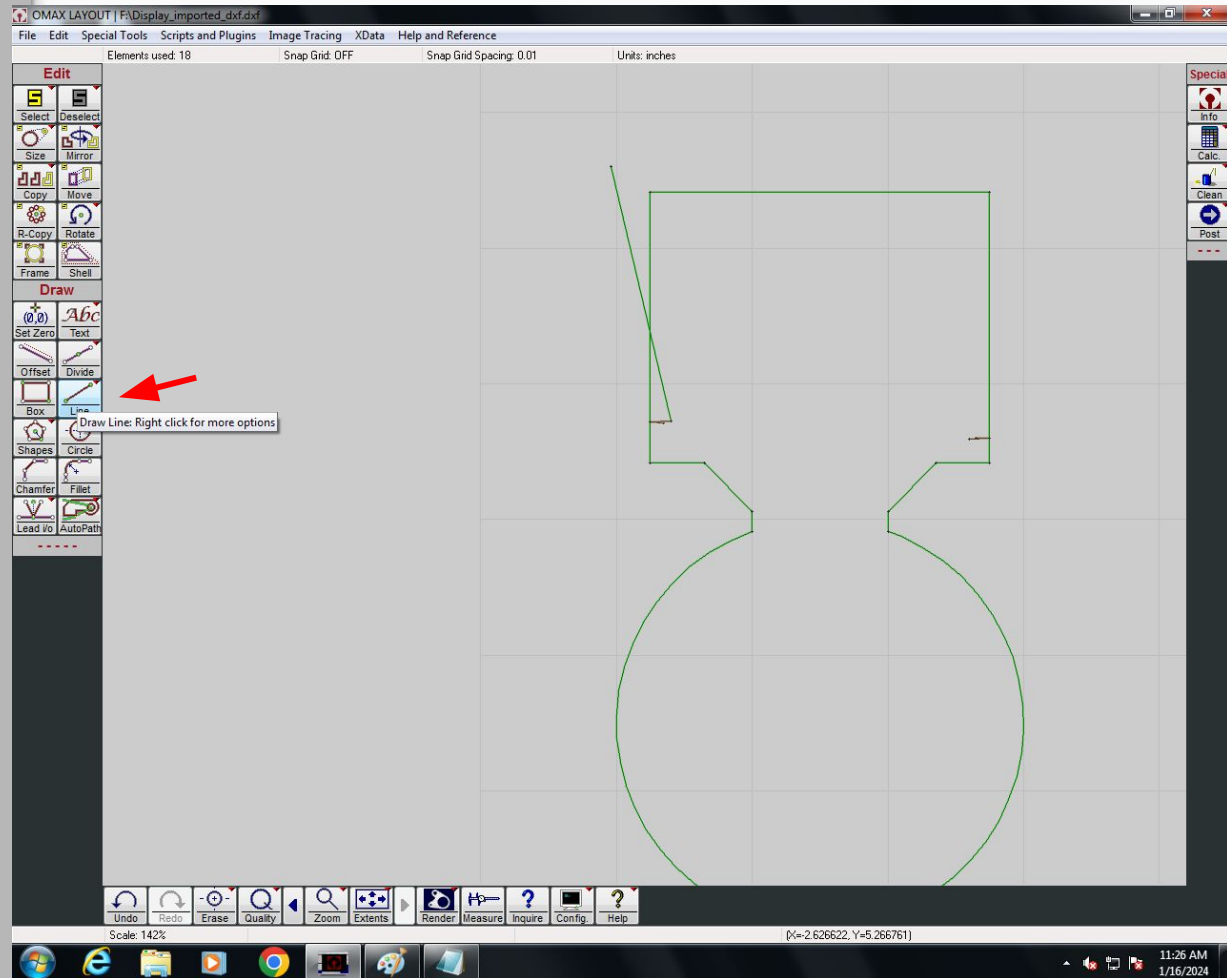 OMAX LAYOUT | F:\Display_imported_dxf.dxf
File Edit Special Tools Scripts and Plugins Image Tracing XData Help and Reference
Elements used: 18 Snap Grid: OFF Snap Grid Spacing: 0.01 Units: inches
Edit
Select Deselect
Size Mirror
Copy Move
R-Copy Rotate
Frame Shell
Draw
(0,0) Abc
Set Zero Text
Offset Divide
Box Line
Draw Line: Right click for more options
Shapes Circle
Chamfer Fillet
Lead i/o AutoPath
- - - - -
Special
Info
Calc.
Clean
Post
- - -
Undo Redo Erase Quality Zoom Extents Render Measure Inquire Config. Help
Scale: 142% (X=-2.626622, Y=5.266761)
11:26 AM
1/16/2024